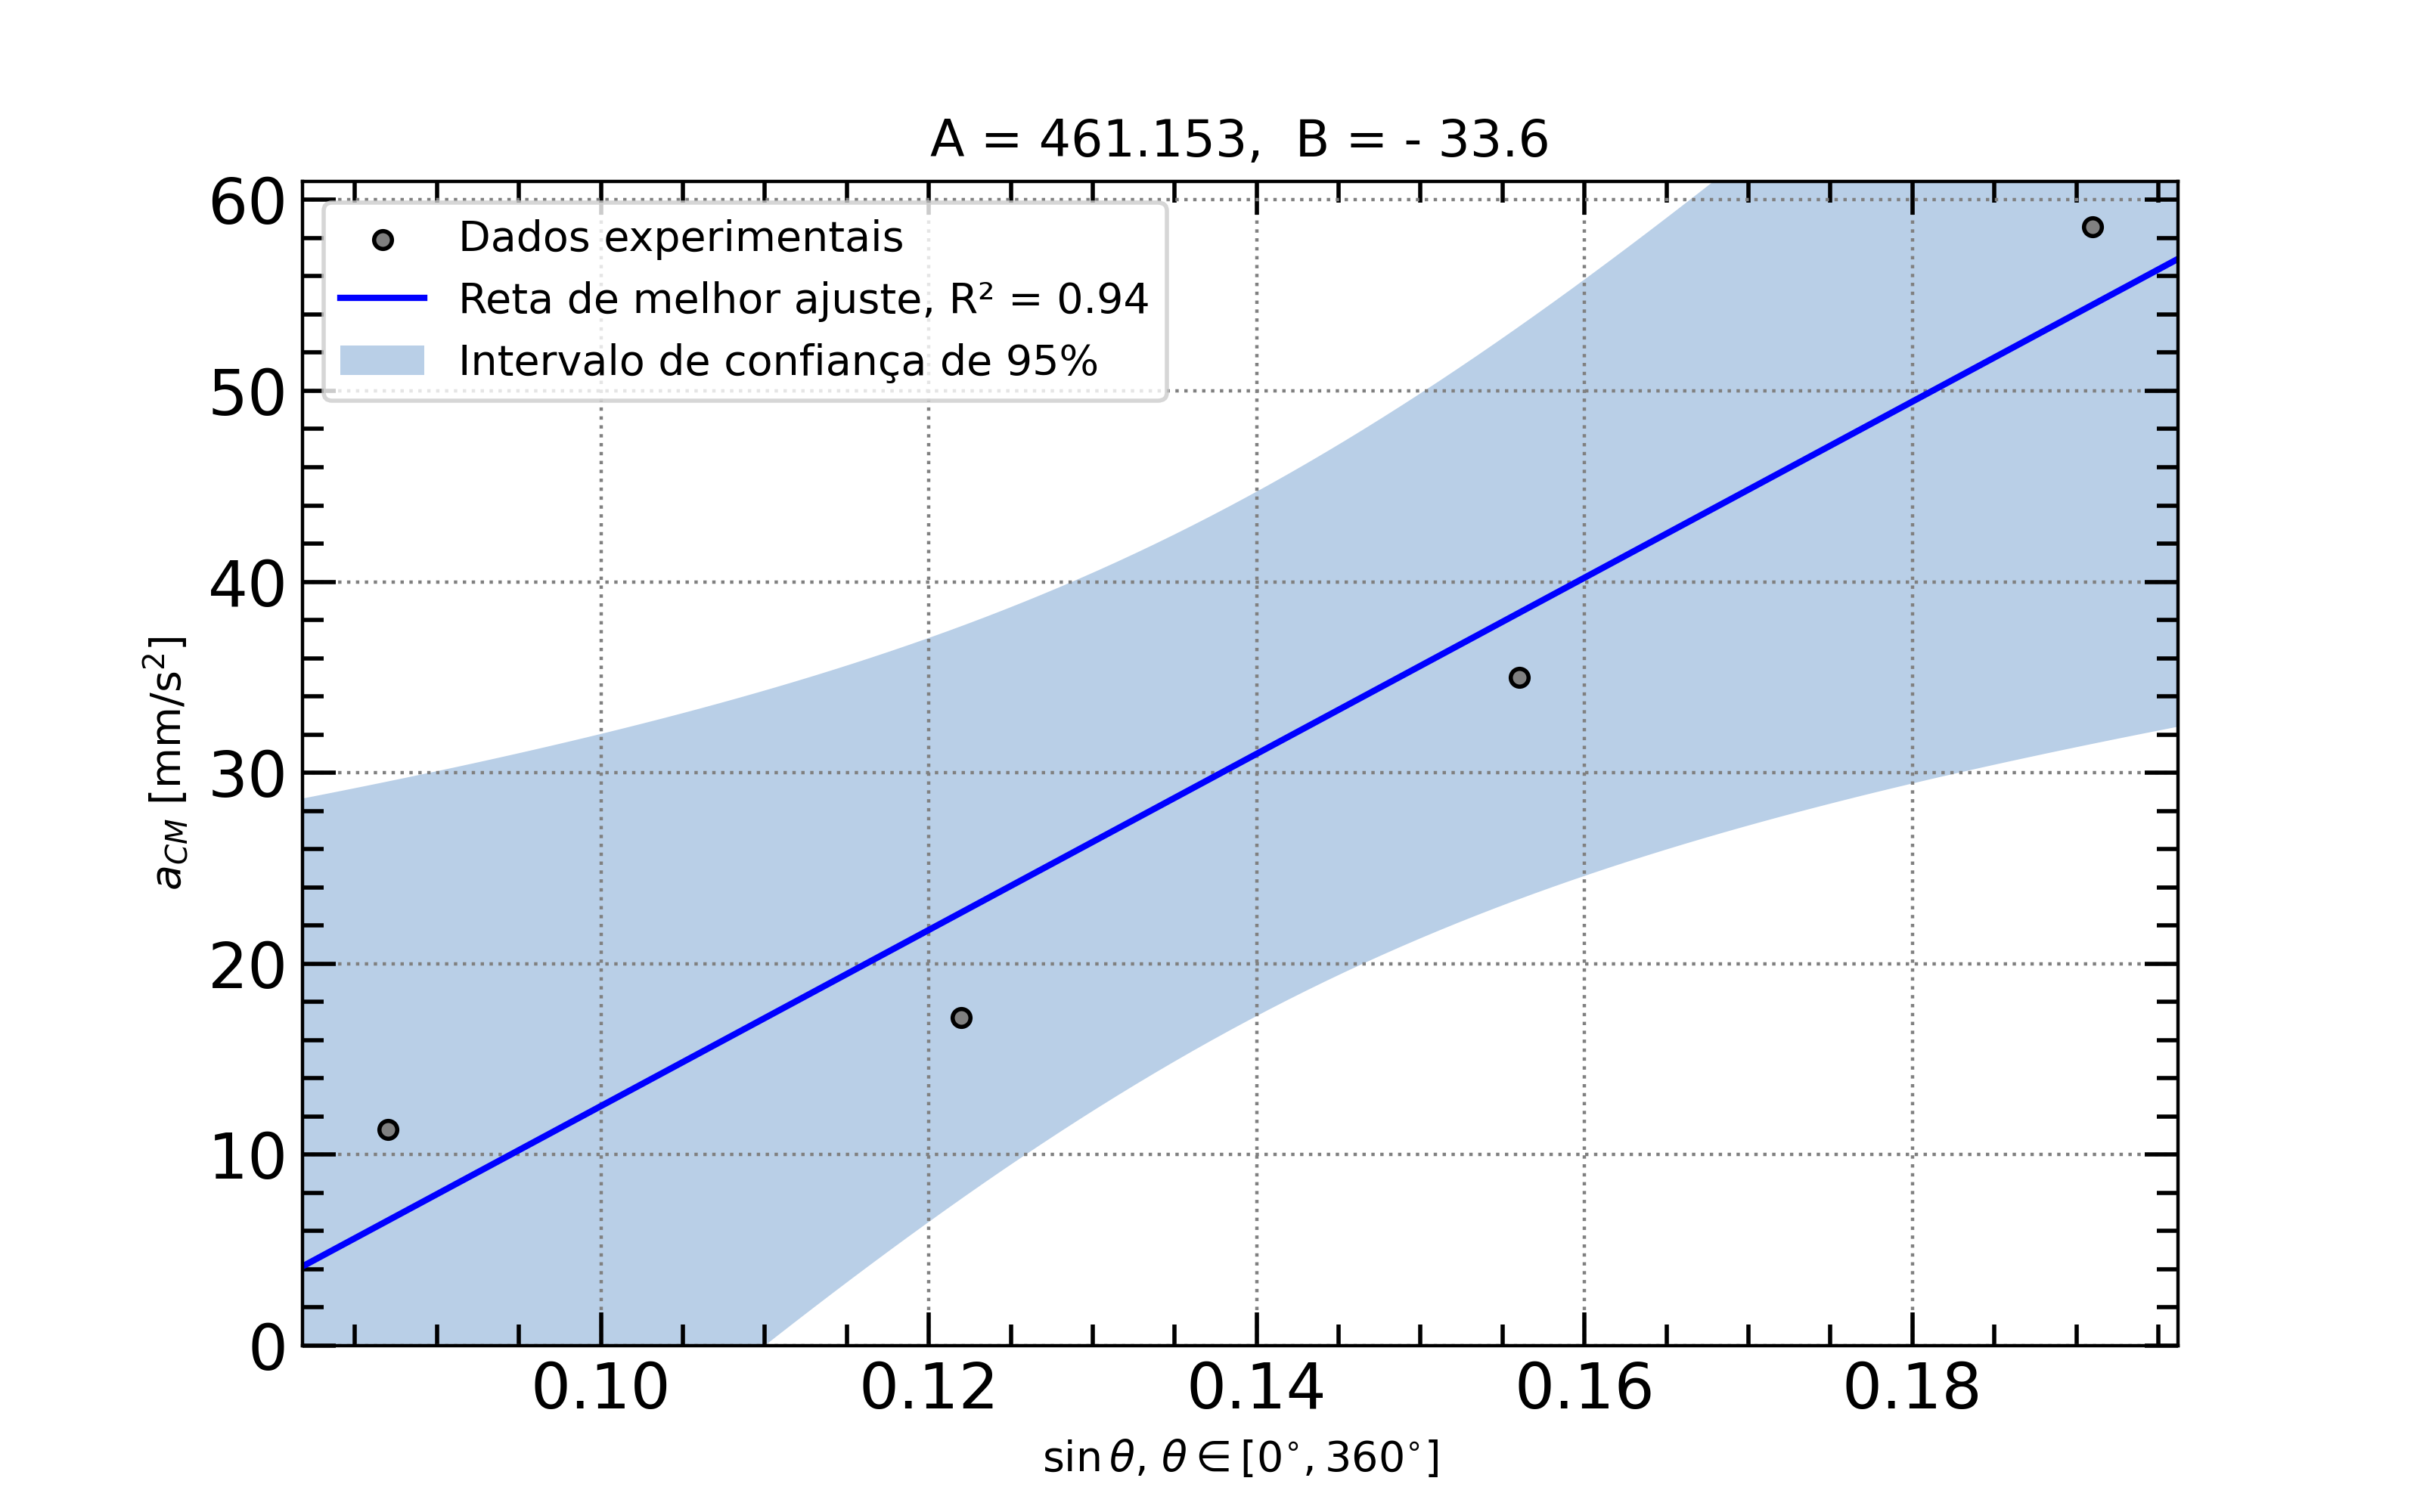 A = 461.153,  B = - 33.6
60
50
40
30
20
10
0
Dados experimentais
Reta de melhor ajuste, R² = 0.94
Intervalo de confiança de 95%
a_CM [mm/s²]
0.10 0.12 0.14 0.16 0.18
sin θ, θ ∈ [0°, 360°]